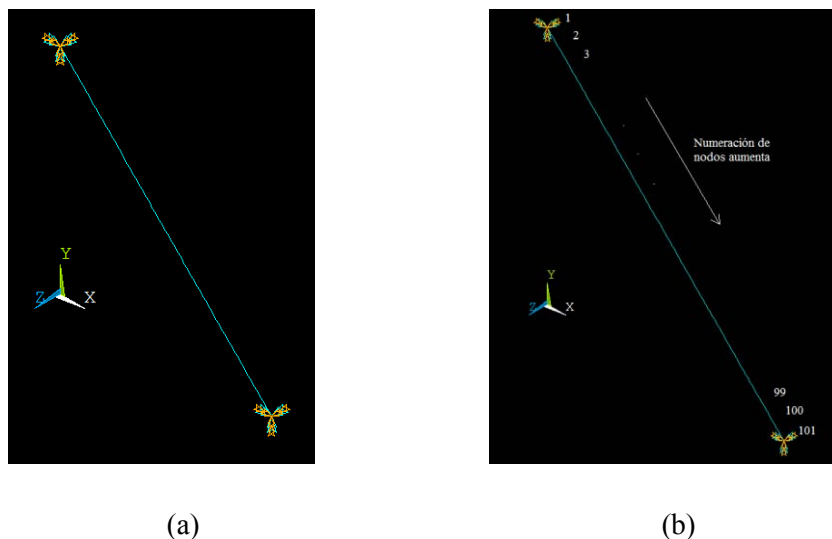 Y
Z X
(a)
1
2
3
Numeración de
nodos aumenta
Y
Z X
99
100
101
(b)